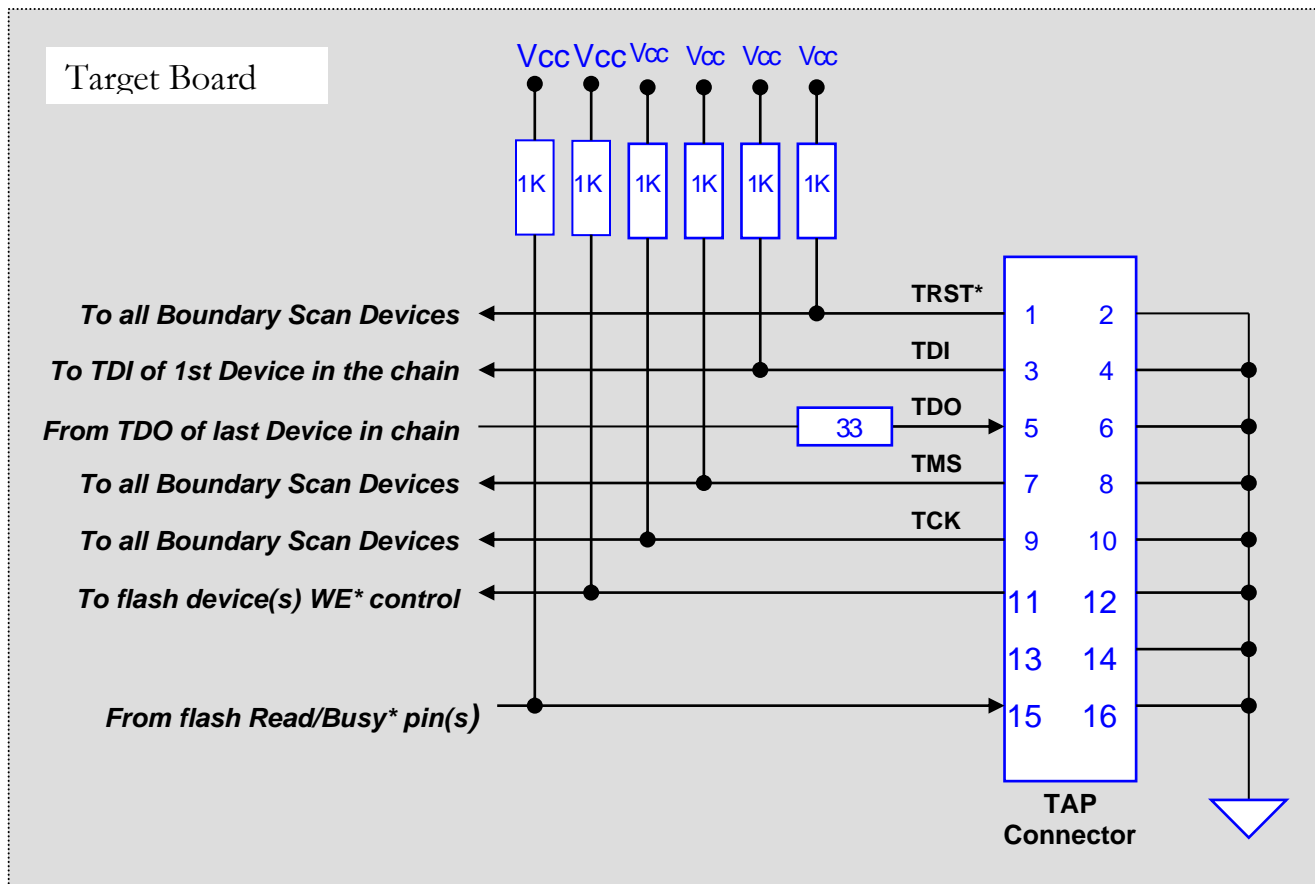 Target Board
Vcc Vcc Vcc Vcc Vcc Vcc
1K 1K 1K 1K 1K 1K
To all Boundary Scan Devices TRST* 1 2
To TDI of 1st Device in the chain TDI 3 4
From TDO of last Device in chain 33 TDO 5 6
To all Boundary Scan Devices TMS 7 8
To all Boundary Scan Devices TCK 9 10
To flash device(s) WE* control 11 12
13 14
From flash Read/Busy* pin(s) 15 16
TAP
Connector